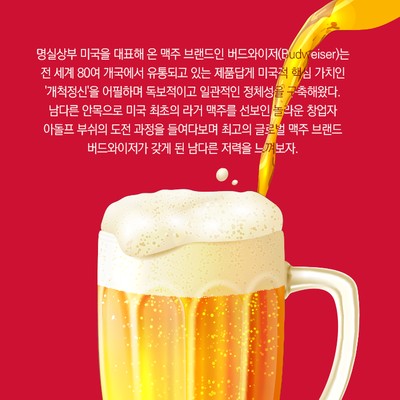 명실상부 미국을 대표해 온 맥주 브랜드인 버드와이저(Budweiser)는
전 세계 80여 개국에서 유통되고 있는 제품답게 미국적 핵심 가치인
'개척정신'을 어필하며 독보적이고 일관적인 정체성을 구축해왔다.
남다른 안목으로 미국 최초의 라거 맥주를 선보인 놀라운 창업자
아돌프 부쉬의 도전 과정을 들여다보며 최고의 글로벌 맥주 브랜드
버드와이저가 갖게 된 남다른 저력을 느껴보자.